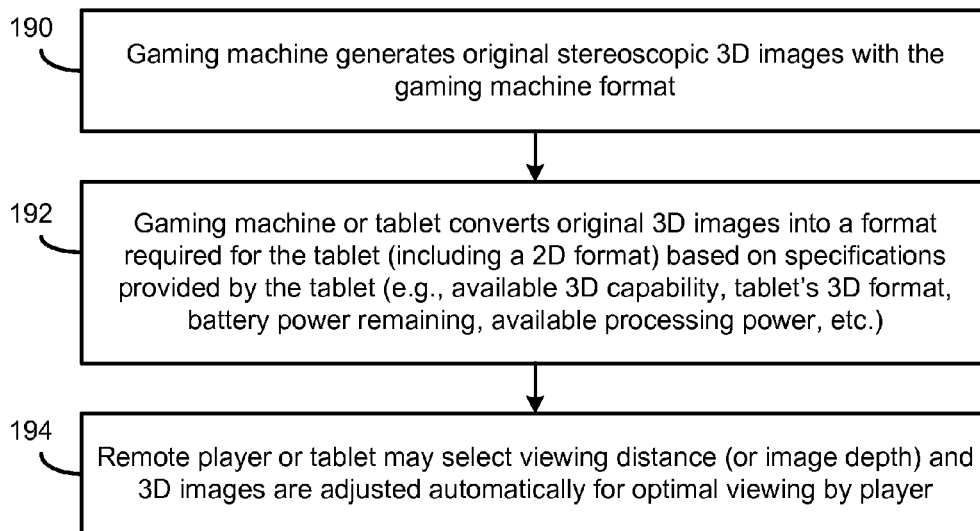 190
Gaming machine generates original stereoscopic 3D images with the
gaming machine format
192
Gaming machine or tablet converts original 3D images into a format
required for the tablet (including a 2D format) based on specifications
provided by the tablet (e.g., available 3D capability, tablet's 3D format,
battery power remaining, available processing power, etc.)
194
Remote player or tablet may select viewing distance (or image depth) and
3D images are adjusted automatically for optimal viewing by player